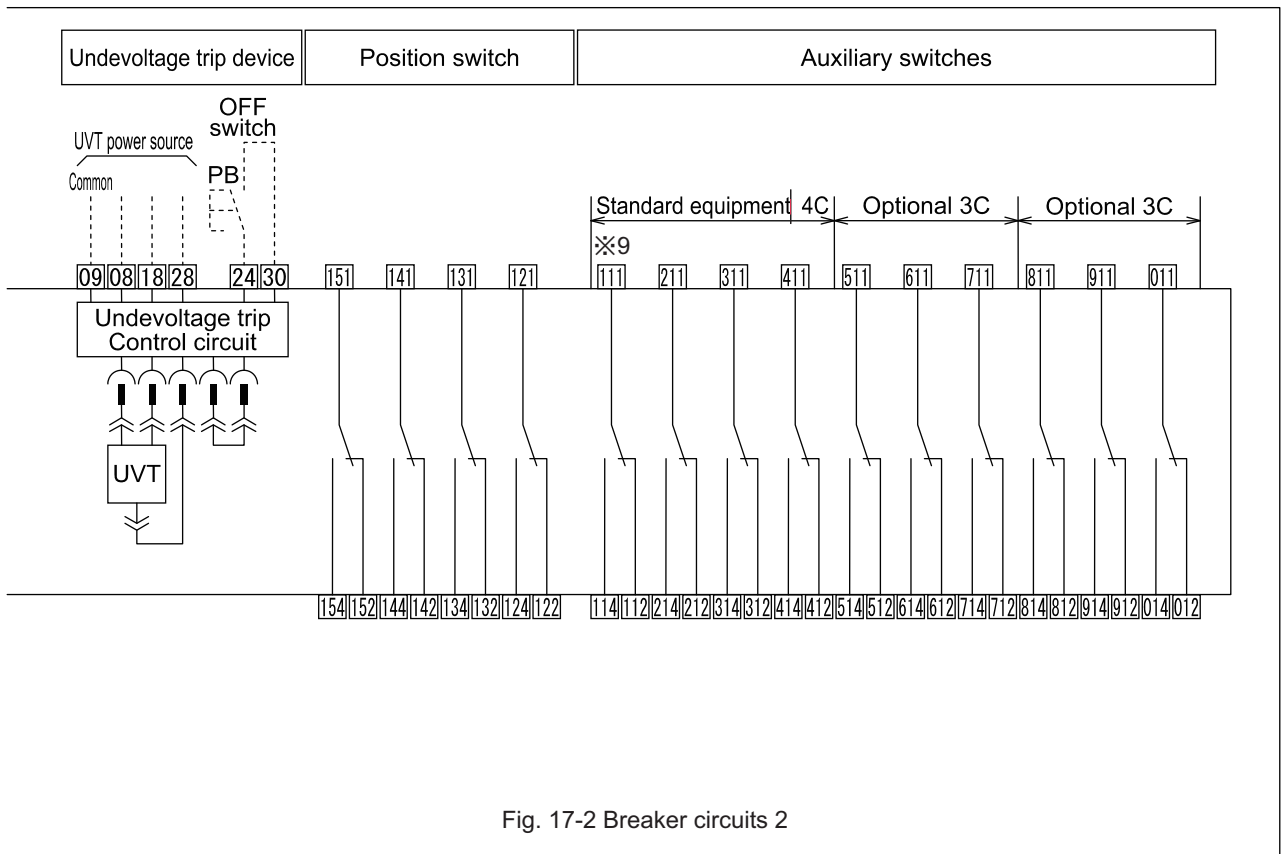 Undevoltage trip device
Position switch
Auxiliary switches
OFF
switch
UVT power source
PB
Common
Standard equipment 4C
Optional 3C
Optional 3C
※9
09 08 18 28 24 30 151 141 131 121 111 211 311 411 511 611 711 811 911 011
Undevoltage trip
Control circuit
UVT
154 152 144 142 134 132 124 122 114 112 214 212 314 312 414 412 514 512 614 612 714 712 814 812 914 912 014 012
Fig. 17-2 Breaker circuits 2